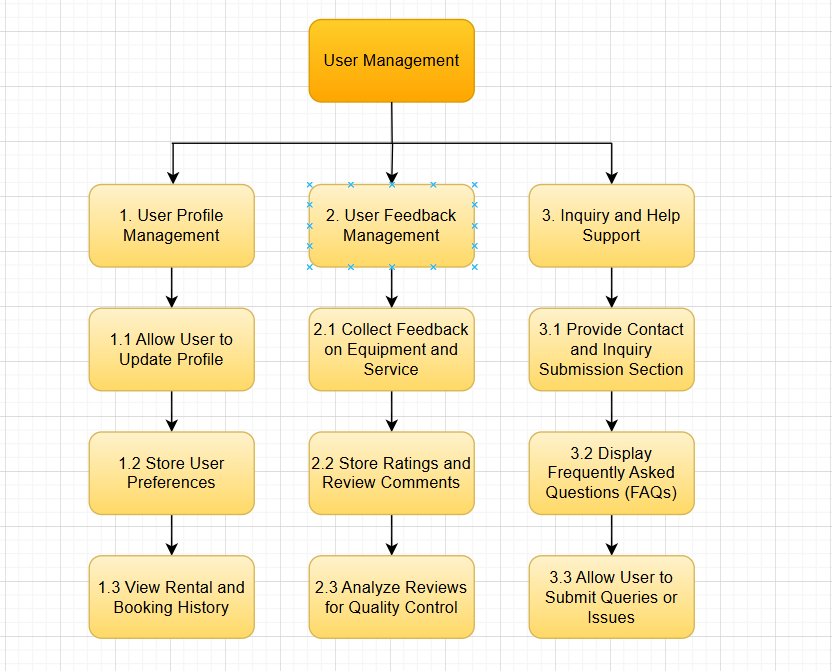 User Management
1. User Profile
Management
2. User Feedback
Management
3. Inquiry and Help
Support
1.1 Allow User to
Update Profile
2.1 Collect Feedback
on Equipment and
Service
3.1 Provide Contact
and Inquiry
Submission Section
1.2 Store User
Preferences
2.2 Store Ratings and
Review Comments
3.2 Display
Frequently Asked
Questions (FAQs)
1.3 View Rental and
Booking History
2.3 Analyze Reviews
for Quality Control
3.3 Allow User to
Submit Queries or
Issues